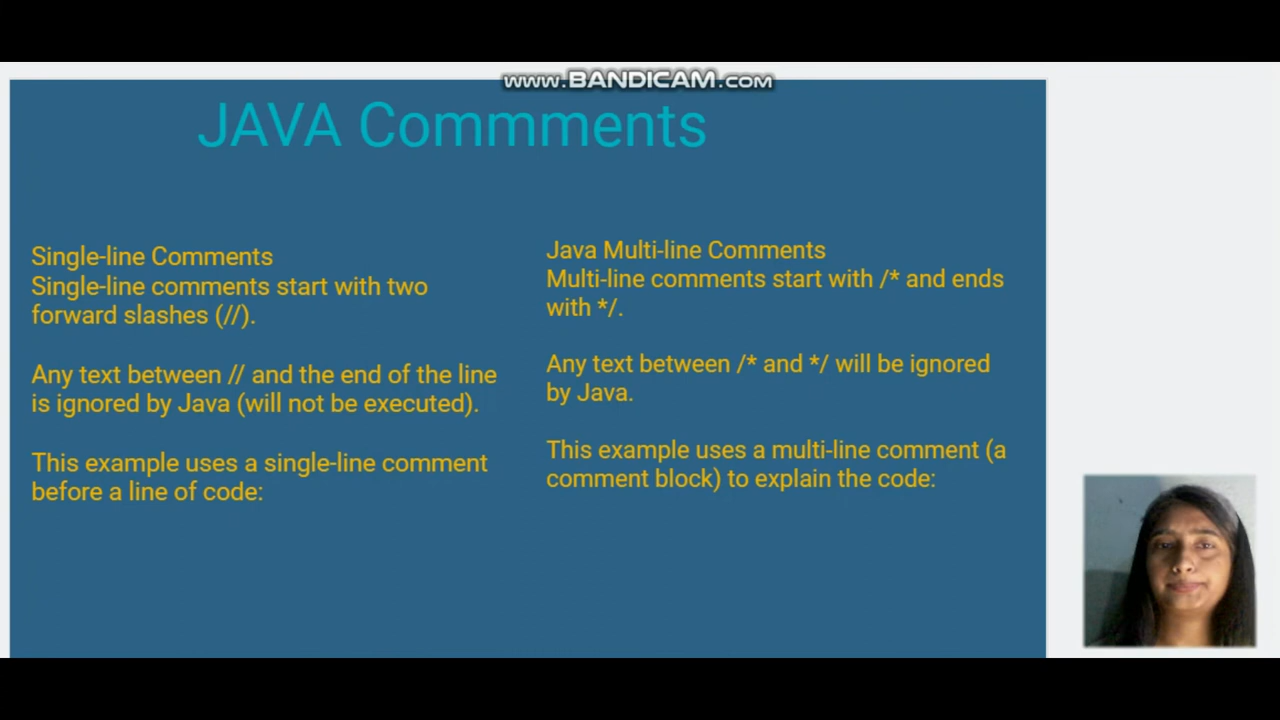 www.BANDICAM.com
JAVA Commments
Single-line Comments
Single-line comments start with two
forward slashes (//).
Any text between // and the end of the line
is ignored by Java (will not be executed).
This example uses a single-line comment
before a line of code:
Java Multi-line Comments
Multi-line comments start with /* and ends
with */.
Any text between /* and */ will be ignored
by Java.
This example uses a multi-line comment (a
comment block) to explain the code: